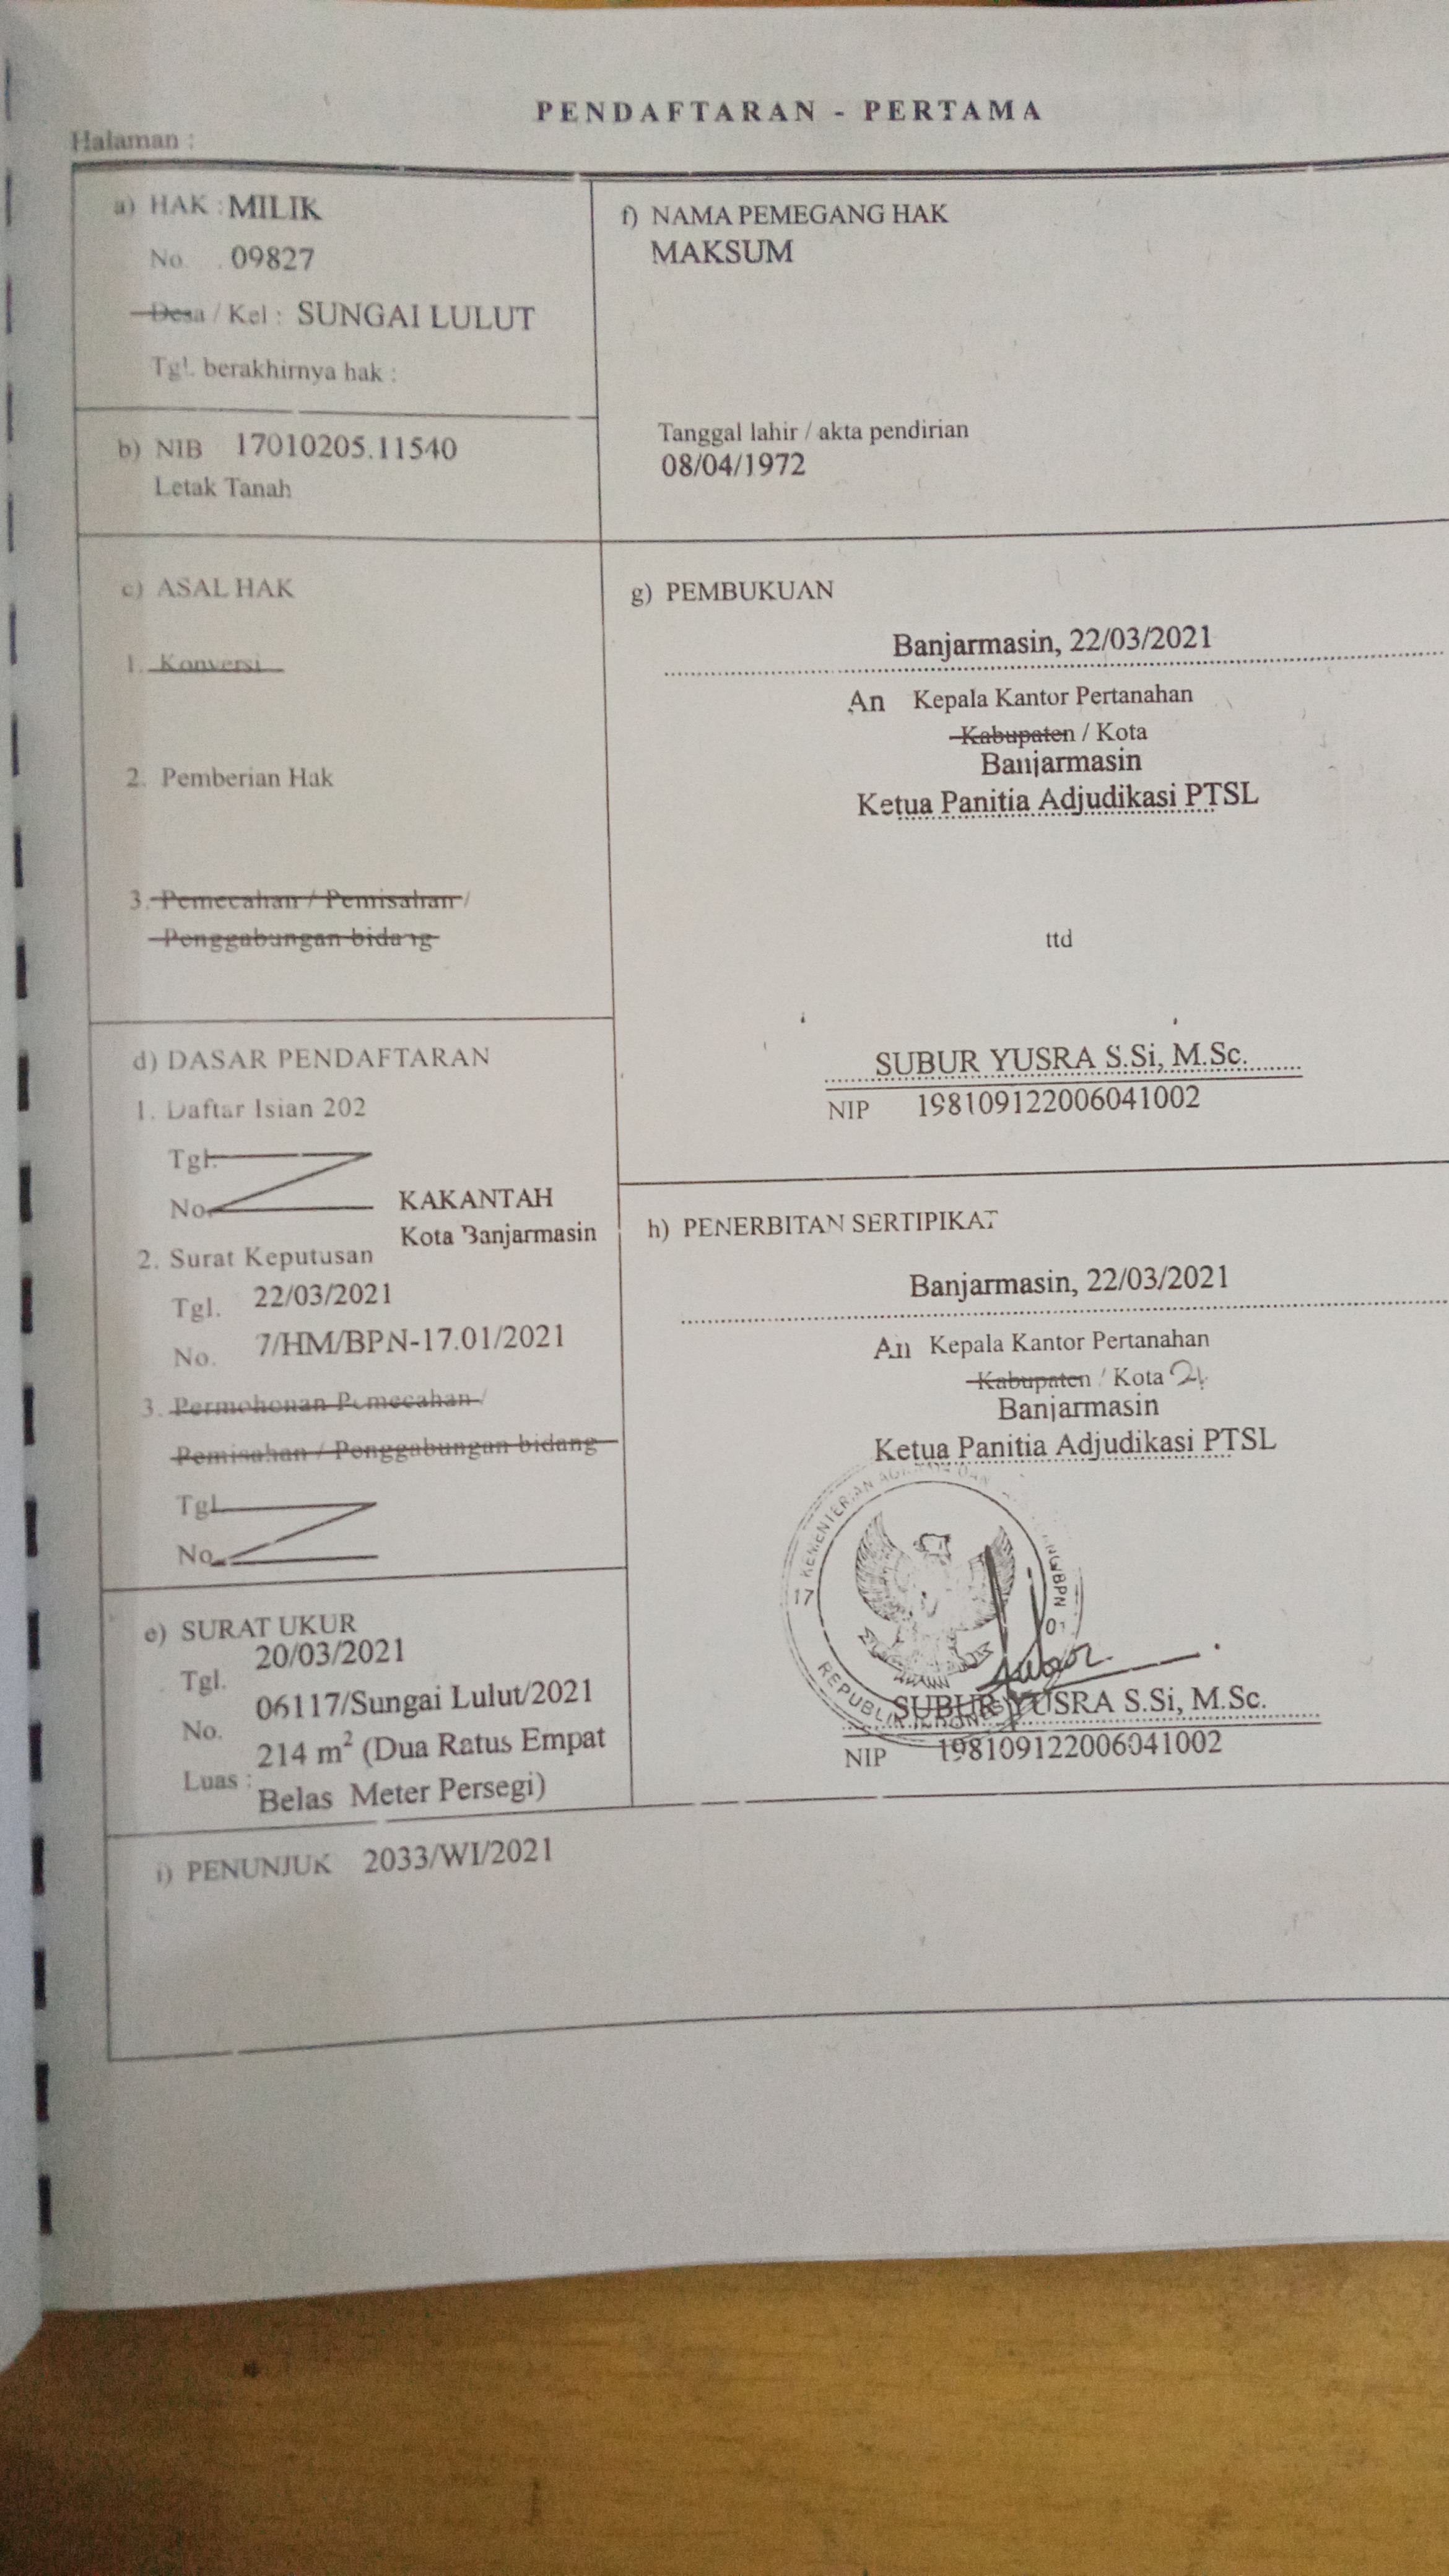 PENDAFTARAN - PERTAMA
Halaman :
a) HAK : MILIK
No. 09827
Desa / Kel : SUNGAI LULUT
Tgl. berakhirnya hak :
b) NIB 17010205.11540
Letak Tanah
c) ASAL HAK
1. Konversi
2. Pemberian Hak
3. Pemecahan / Pemisahan /
Penggabungan bidang
d) DASAR PENDAFTARAN
1. Daftar Isian 202
Tgl.
No.
KAKANTAH
Kota Banjarmasin
2. Surat Keputusan
Tgl. 22/03/2021
No. 7/HM/BPN-17.01/2021
3. Permohonan Pemecahan /
Pemisahan / Penggabungan bidang
Tgl.
No.
e) SURAT UKUR
Tgl. 20/03/2021
No. 06117/Sungai Lulut/2021
Luas : 214 m² (Dua Ratus Empat
Belas Meter Persegi)
f) NAMA PEMEGANG HAK
MAKSUM
Tanggal lahir / akta pendirian
08/04/1972
g) PEMBUKUAN
Banjarmasin, 22/03/2021
An Kepala Kantor Pertanahan
Kabupaten / Kota
Banjarmasin
Ketua Panitia Adjudikasi PTSL
ttd
SUBUR YUSRA S.Si, M.Sc.
NIP 198109122006041002
h) PENERBITAN SERTIPIKAT
Banjarmasin, 22/03/2021
An Kepala Kantor Pertanahan
Kabupaten / Kota
Banjarmasin
Ketua Panitia Adjudikasi PTSL
KEMENTERIAN AGRARIA DAN
BPN
17
REPUBLIK INDONESIA
SUBUR YUSRA S.Si, M.Sc.
NIP 198109122006041002
i) PENUNJUK 2033/WI/2021